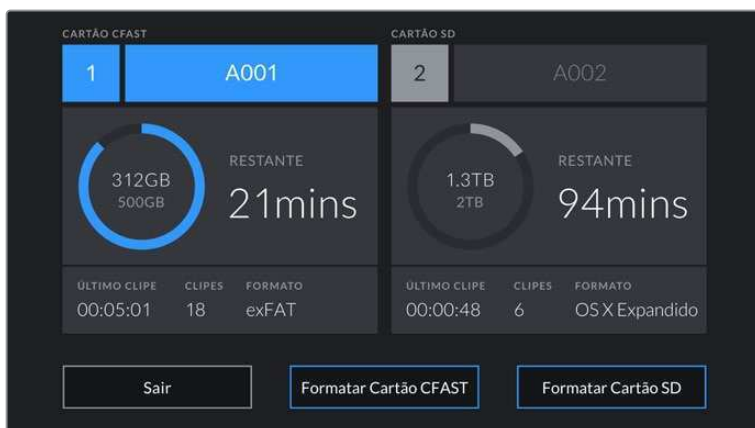 CARTÃO CFAST
1 A001
312GB
500GB
RESTANTE
21mins
ÚLTIMO CLIPE CLIPES FORMATO
00:05:01 18 exFAT
CARTÃO SD
2 A002
1.3TB
2TB
RESTANTE
94mins
ÚLTIMO CLIPE CLIPES FORMATO
00:00:48 6 OS X Expandido
Sair
Formatar Cartão CFAST
Formatar Cartão SD